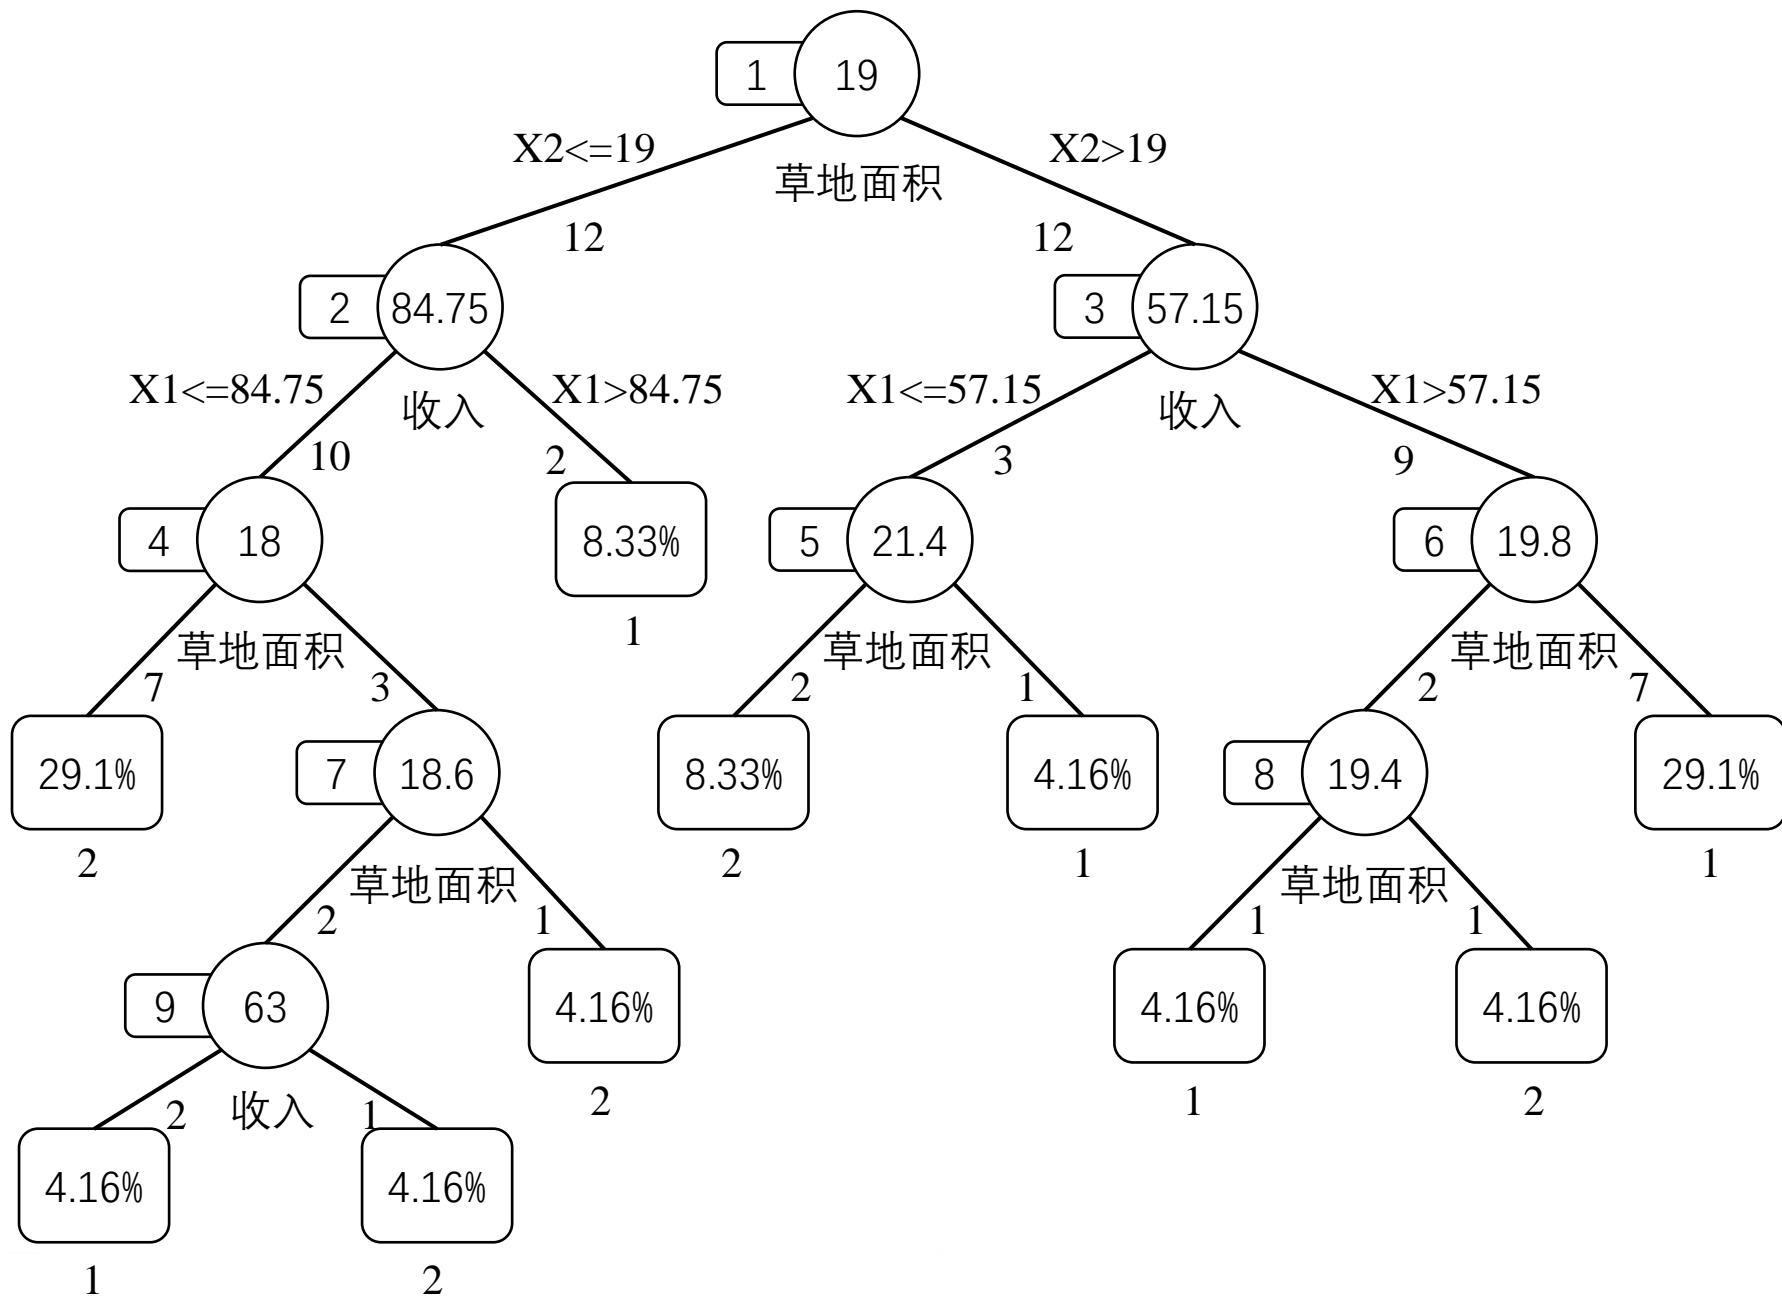 1 19
X2<=19 X2>19
草地面积
12 12
2 84.75 3 57.15
X1<=84.75 X1>84.75 X1<=57.15 X1>57.15
收入 收入
10 2 3 9
4 18 8.33% 5 21.4 6 19.8
1
草地面积 草地面积 草地面积
7 3 2 1 2 7
29.1% 7 18.6 8.33% 4.16% 8 19.4 29.1%
2 2 1 1
草地面积 草地面积
2 1 1 1
9 63 4.16% 4.16% 4.16%
2 1 2
2 收入 1
4.16% 4.16%
1 2